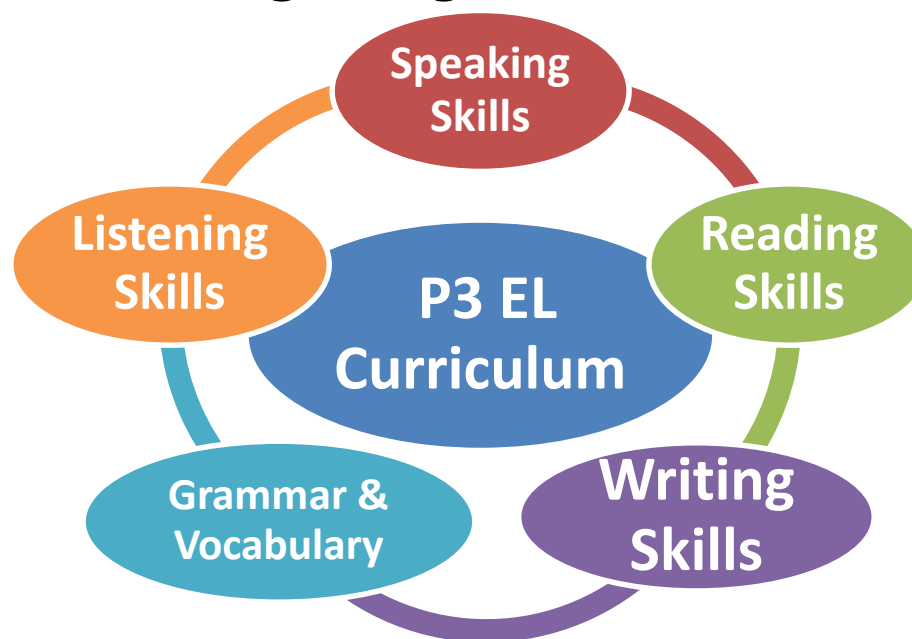 Speaking
Skills
Listening
Skills
Reading
Skills
P3 EL
Curriculum
Grammar &
Vocabulary
Writing
Skills